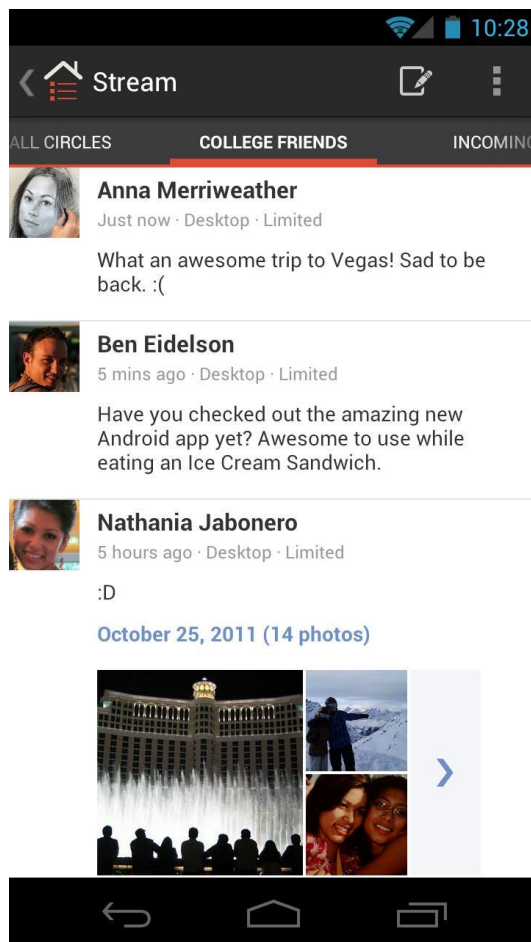 10:28
Stream
ALL CIRCLES
COLLEGE FRIENDS
INCOMING
Anna Merriweather
Just now · Desktop · Limited
What an awesome trip to Vegas! Sad to be
back. :(
Ben Eidelson
5 mins ago · Desktop · Limited
Have you checked out the amazing new
Android app yet? Awesome to use while
eating an Ice Cream Sandwich.
Nathania Jabonero
5 hours ago · Desktop · Limited
:D
October 25, 2011 (14 photos)